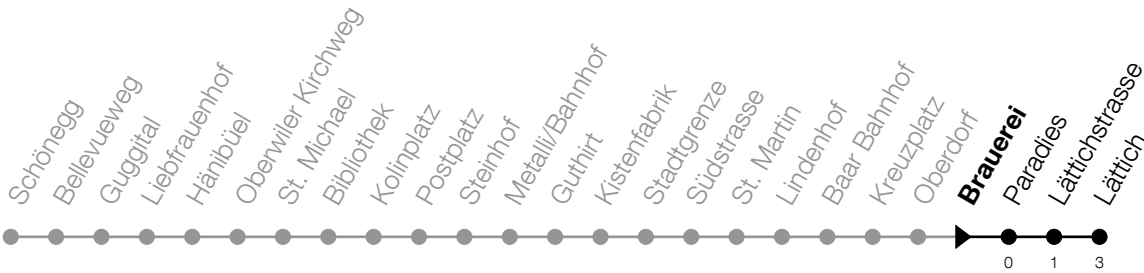 Schönegg
Bellevueweg
Guggital
Liebfrauenhof
Hänibüel
Oberwiler Kirchweg
St. Michael
Bibliothek
Kolinplatz
Postplatz
Steinhof
Metalli/Bahnhof
Guthirt
Kistenfabrik
Stadtgrenze
Südstrasse
St. Martin
Lindenhof
Baar Bahnhof
Kreuzplatz
Oberdorf
Brauerei
Paradies
Lättichstrasse
Lättich
0 1 3